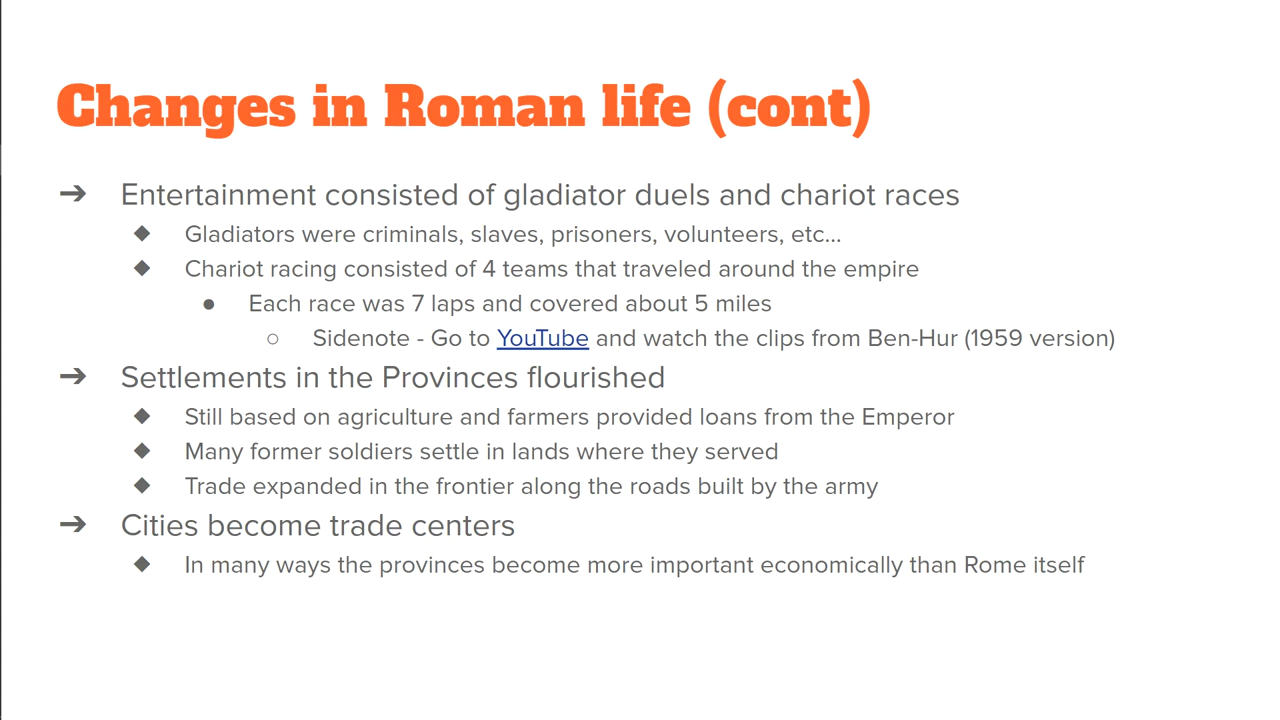 Changes in Roman life (cont)
➔ Entertainment consisted of gladiator duels and chariot races
◆ Gladiators were criminals, slaves, prisoners, volunteers, etc...
◆ Chariot racing consisted of 4 teams that traveled around the empire
● Each race was 7 laps and covered about 5 miles
○ Sidenote - Go to YouTube and watch the clips from Ben-Hur (1959 version)
➔ Settlements in the Provinces flourished
◆ Still based on agriculture and farmers provided loans from the Emperor
◆ Many former soldiers settle in lands where they served
◆ Trade expanded in the frontier along the roads built by the army
➔ Cities become trade centers
◆ In many ways the provinces become more important economically than Rome itself